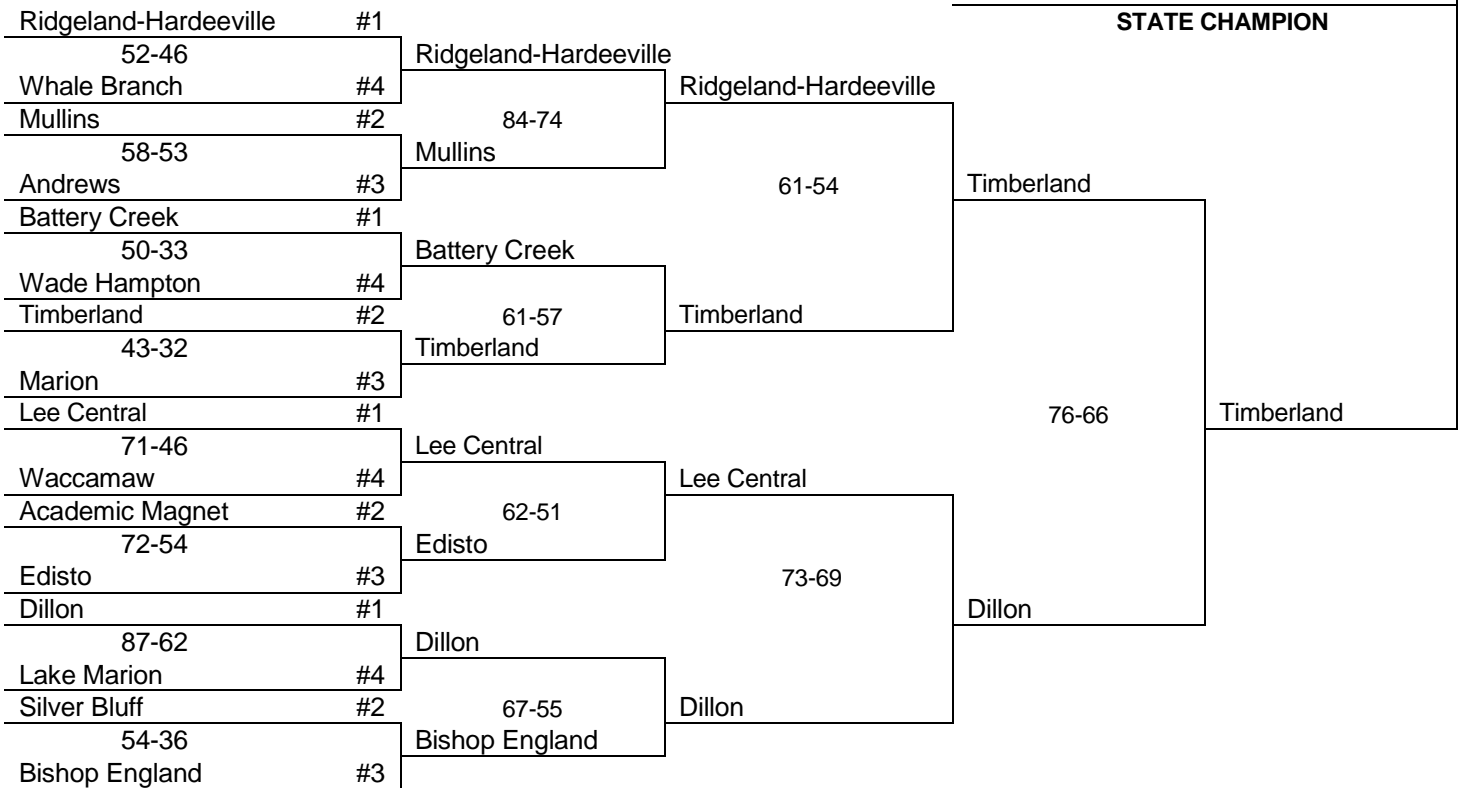 Ridgeland-Hardeeville #1 STATE CHAMPION
52-46 Ridgeland-Hardeeville
Whale Branch #4 Ridgeland-Hardeeville
Mullins #2 84-74
58-53 Mullins
Andrews #3 61-54 Timberland
Battery Creek #1
50-33 Battery Creek
Wade Hampton #4
Timberland #2 61-57 Timberland
43-32 Timberland
Marion #3
Lee Central #1 76-66 Timberland
71-46 Lee Central
Waccamaw #4 Lee Central
Academic Magnet #2 62-51
72-54 Edisto
Edisto #3 73-69
Dillon #1 Dillon
87-62 Dillon
Lake Marion #4
Silver Bluff #2 67-55 Dillon
54-36 Bishop England
Bishop England #3